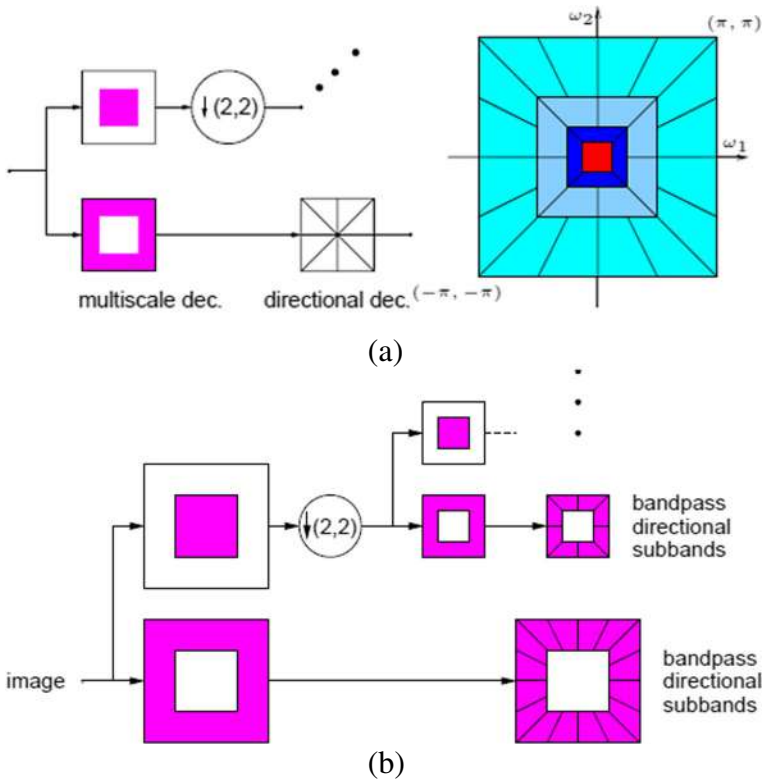 ω₂
(π, π)
↓ (2,2)
ω₁
multiscale dec.
directional dec.
(−π, −π)
(a)
↓(2,2)
bandpass
directional
subbands
image
bandpass
directional
subbands
(b)